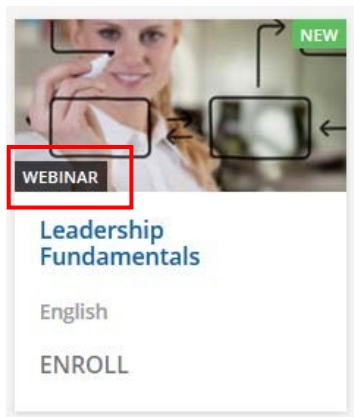 NEW
WEBINAR
Leadership
Fundamentals
English
ENROLL